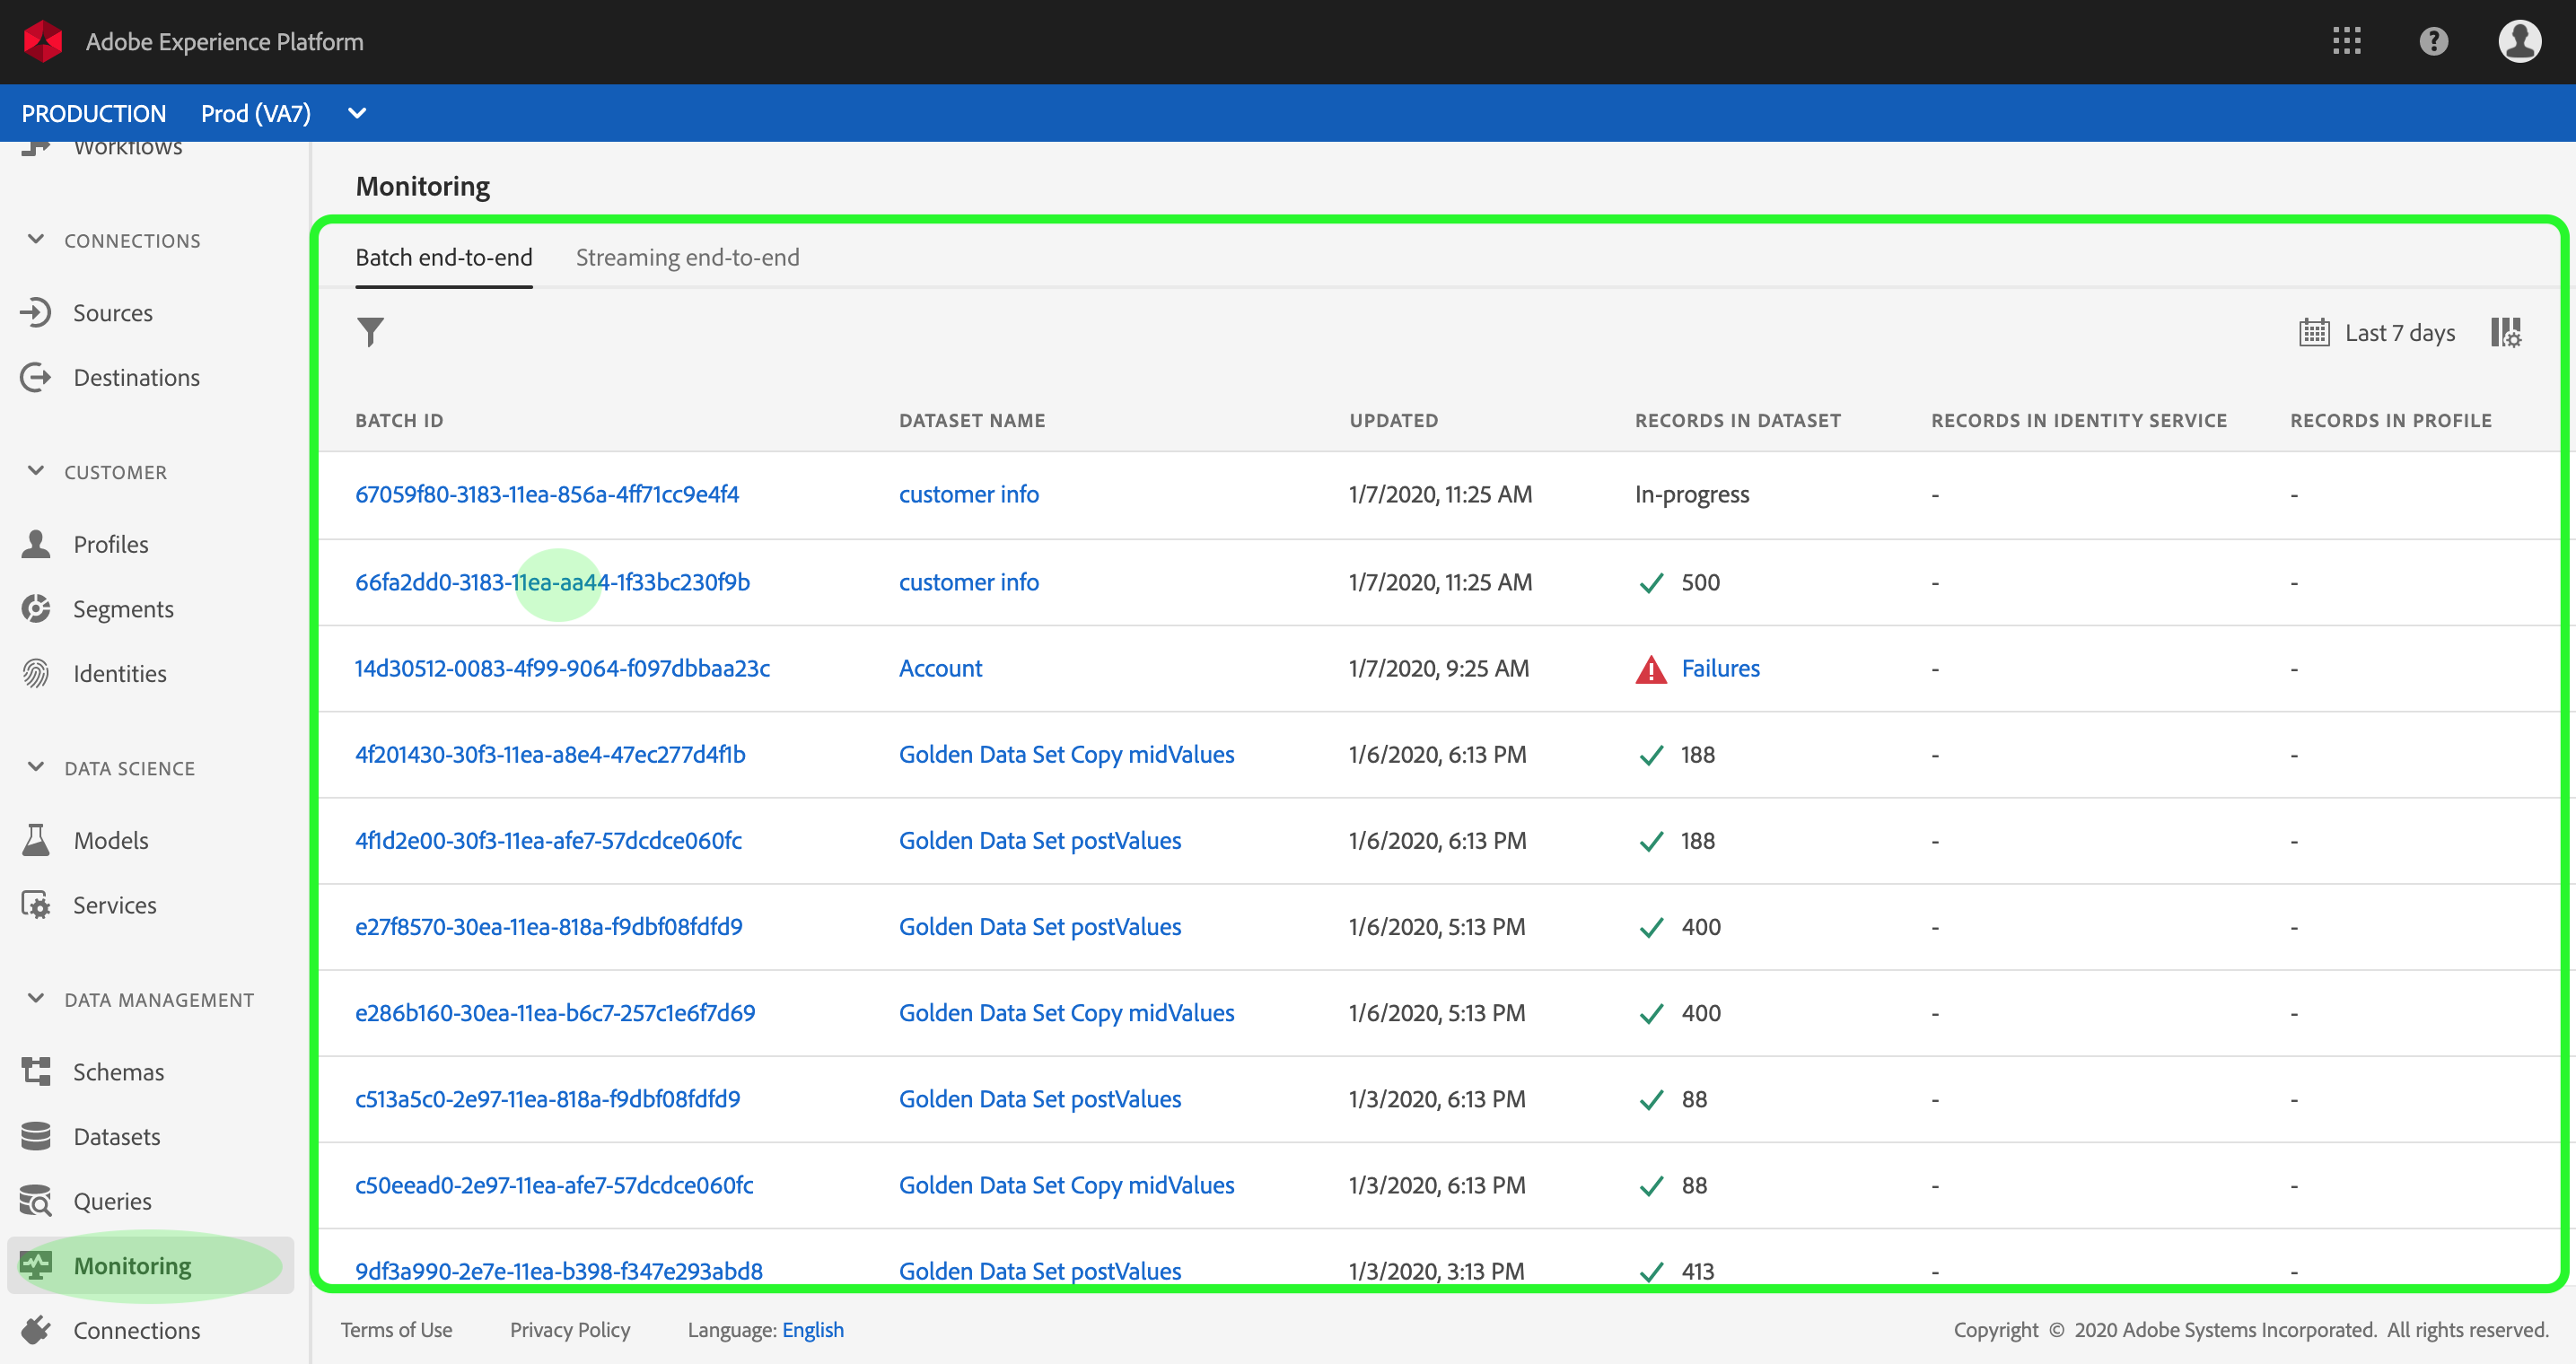 Adobe Experience Platform
PRODUCTION Prod (VA7)
Workflows
CONNECTIONS
Sources
Destinations
CUSTOMER
Profiles
Segments
Identities
DATA SCIENCE
Models
Services
DATA MANAGEMENT
Schemas
Datasets
Queries
Monitoring
Connections
Monitoring
Batch end-to-end Streaming end-to-end
Last 7 days
BATCH ID DATASET NAME UPDATED RECORDS IN DATASET RECORDS IN IDENTITY SERVICE RECORDS IN PROFILE
67059f80-3183-11ea-856a-4ff71cc9e4f4 customer info 1/7/2020, 11:25 AM In-progress - -
66fa2dd0-3183-11ea-aa44-1f33bc230f9b customer info 1/7/2020, 11:25 AM 500 - -
14d30512-0083-4f99-9064-f097dbbaa23c Account 1/7/2020, 9:25 AM Failures - -
4f201430-30f3-11ea-a8e4-47ec277d4f1b Golden Data Set Copy midValues 1/6/2020, 6:13 PM 188 - -
4f1d2e00-30f3-11ea-afe7-57dcdce060fc Golden Data Set postValues 1/6/2020, 6:13 PM 188 - -
e27f8570-30ea-11ea-818a-f9dbf08fdfd9 Golden Data Set postValues 1/6/2020, 5:13 PM 400 - -
e286b160-30ea-11ea-b6c7-257c1e6f7d69 Golden Data Set Copy midValues 1/6/2020, 5:13 PM 400 - -
c513a5c0-2e97-11ea-818a-f9dbf08fdfd9 Golden Data Set postValues 1/3/2020, 6:13 PM 88 - -
c50eead0-2e97-11ea-afe7-57dcdce060fc Golden Data Set Copy midValues 1/3/2020, 6:13 PM 88 - -
9df3a990-2e7e-11ea-b398-f347e293abd8 Golden Data Set postValues 1/3/2020, 3:13 PM 413 - -
Terms of Use Privacy Policy Language: English Copyright © 2020 Adobe Systems Incorporated. All rights reserved.